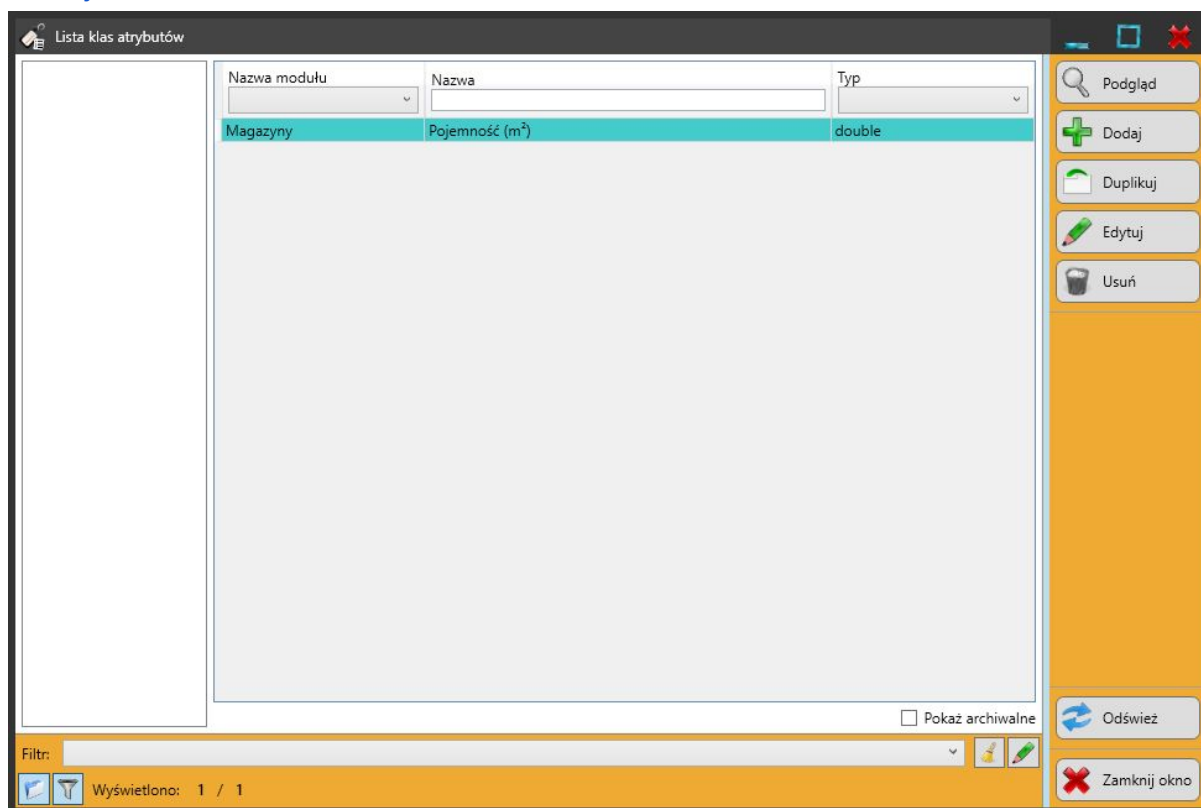 Lista klas atrybutów
Nazwa modułu Nazwa Typ
Magazyny Pojemność (m²) double
Podgląd
Dodaj
Duplikuj
Edytuj
Usuń
Pokaż archiwalne
Odśwież
Filtr:
Wyświetlono: 1 / 1
Zamknij okno